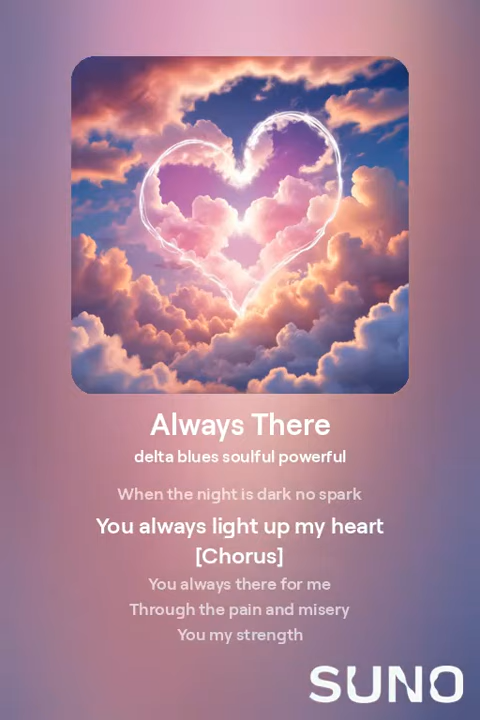 Always There
delta blues soulful powerful
When the night is dark no spark
You always light up my heart
[Chorus]
You always there for me
Through the pain and misery
You my strength
SUNO